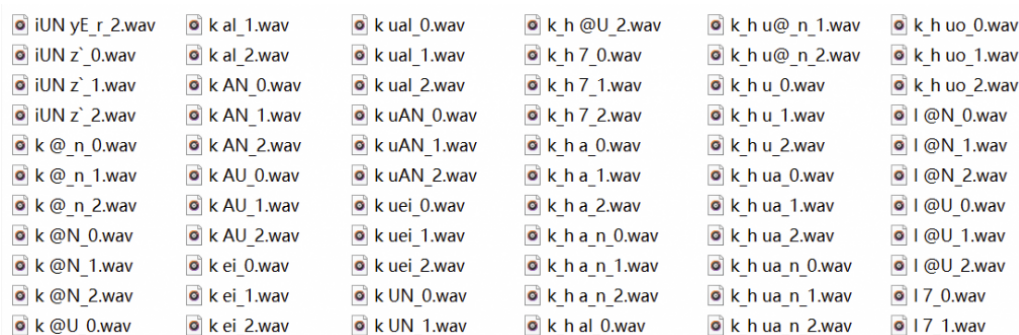 iUN yE_r_2.wav
iUN z`_0.wav
iUN z`_1.wav
iUN z`_2.wav
k @_n_0.wav
k @_n_1.wav
k @_n_2.wav
k @N_0.wav
k @N_1.wav
k @N_2.wav
k @U_0.wav
k aI_1.wav
k aI_2.wav
k AN_0.wav
k AN_1.wav
k AN_2.wav
k AU_0.wav
k AU_1.wav
k AU_2.wav
k ei_0.wav
k ei_1.wav
k ei_2.wav
k uaI_0.wav
k uaI_1.wav
k uaI_2.wav
k uAN_0.wav
k uAN_1.wav
k uAN_2.wav
k uei_0.wav
k uei_1.wav
k uei_2.wav
k UN_0.wav
k UN_1.wav
k_h @U_2.wav
k_h 7_0.wav
k_h 7_1.wav
k_h 7_2.wav
k_h a_0.wav
k_h a_1.wav
k_h a_2.wav
k_h a_n_0.wav
k_h a_n_1.wav
k_h a_n_2.wav
k_h aI_0.wav
k_h u@_n_1.wav
k_h u@_n_2.wav
k_h u_0.wav
k_h u_1.wav
k_h u_2.wav
k_h ua_0.wav
k_h ua_1.wav
k_h ua_2.wav
k_h ua_n_0.wav
k_h ua_n_1.wav
k_h ua_n_2.wav
k_h uo_0.wav
k_h uo_1.wav
k_h uo_2.wav
l @N_0.wav
l @N_1.wav
l @N_2.wav
l @U_0.wav
l @U_1.wav
l @U_2.wav
l 7_0.wav
l 7_1.wav